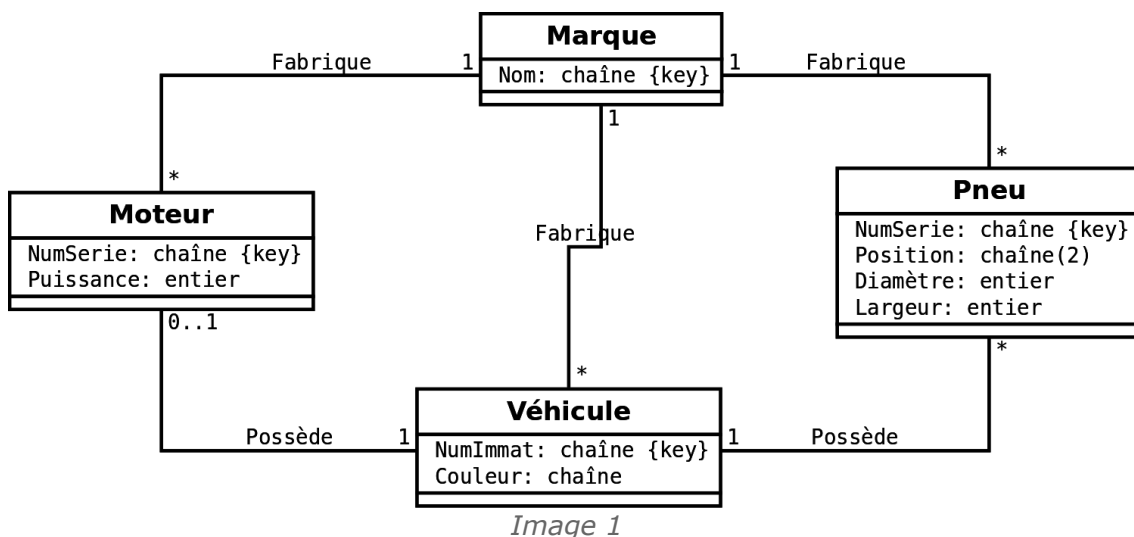 Marque
Nom: chaîne {key}
Fabrique
1
1
Fabrique
1
*
*
Moteur
NumSerie: chaîne {key}
Puissance: entier
0..1
Fabrique
Pneu
NumSerie: chaîne {key}
Position: chaîne(2)
Diamètre: entier
Largeur: entier
*
*
Véhicule
NumImmat: chaîne {key}
Couleur: chaîne
Possède
1
1
Possède
Image 1